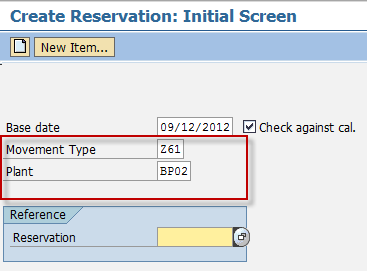 Create Reservation: Initial Screen
New Item...
Base date 09/12/2012 Check against cal.
Movement Type Z61
Plant BP02
Reference
Reservation